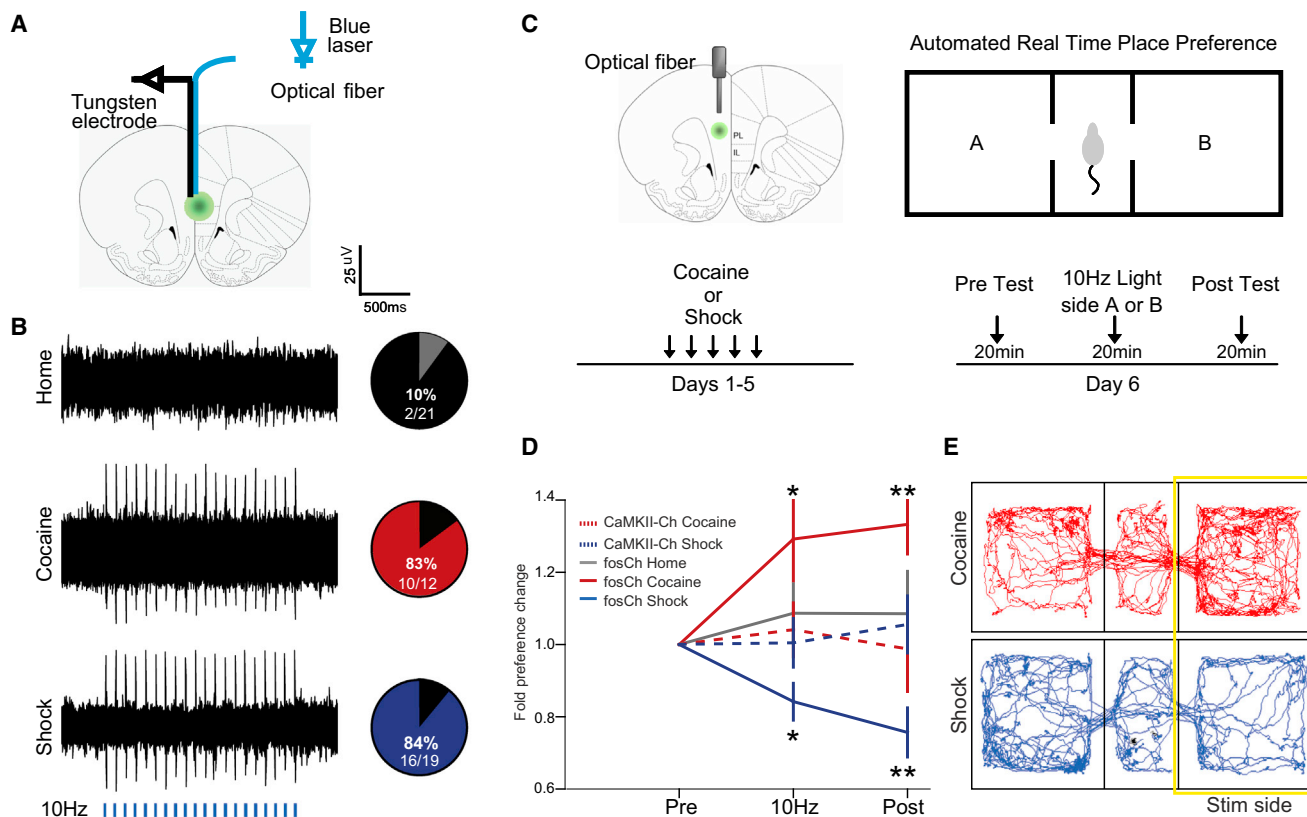 A
Blue
laser
Optical fiber
Tungsten
electrode
25 uV
500ms
B
Home
10%
2/21
Cocaine
83%
10/12
Shock
84%
16/19
10Hz
C
Optical fiber
PL
IL
Automated Real Time Place Preference
A
B
Cocaine
or
Shock
Days 1-5
Pre Test
10Hz Light
side A or B
Post Test
20min
20min
20min
Day 6
D
Fold preference change
1.4
1.2
1.0
0.8
0.6
CaMKII-Ch Cocaine
CaMKII-Ch Shock
fosCh Home
fosCh Cocaine
fosCh Shock
*
**
*
**
Pre
10Hz
Post
E
Cocaine
Shock
Stim side